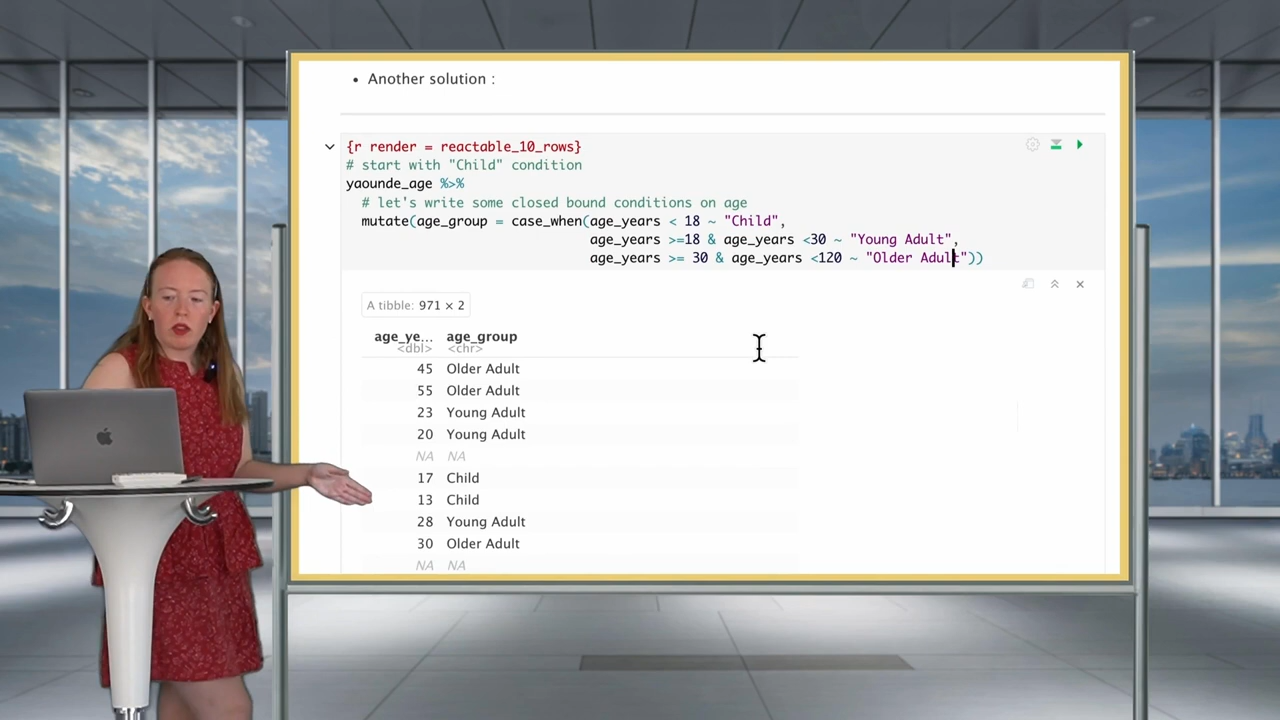 • Another solution :
{r render = reactable_10_rows}
# start with "Child" condition
yaounde_age %>%
# let's write some closed bound conditions on age
mutate(age_group = case_when(age_years < 18 ~ "Child",
age_years >=18 & age_years <30 ~ "Young Adult",
age_years >= 30 & age_years <120 ~ "Older Adult"))
A tibble: 971 × 2
age_ye... age_group
<dbl> <chr>
45 Older Adult
55 Older Adult
23 Young Adult
20 Young Adult
NA NA
17 Child
13 Child
28 Young Adult
30 Older Adult
NA NA